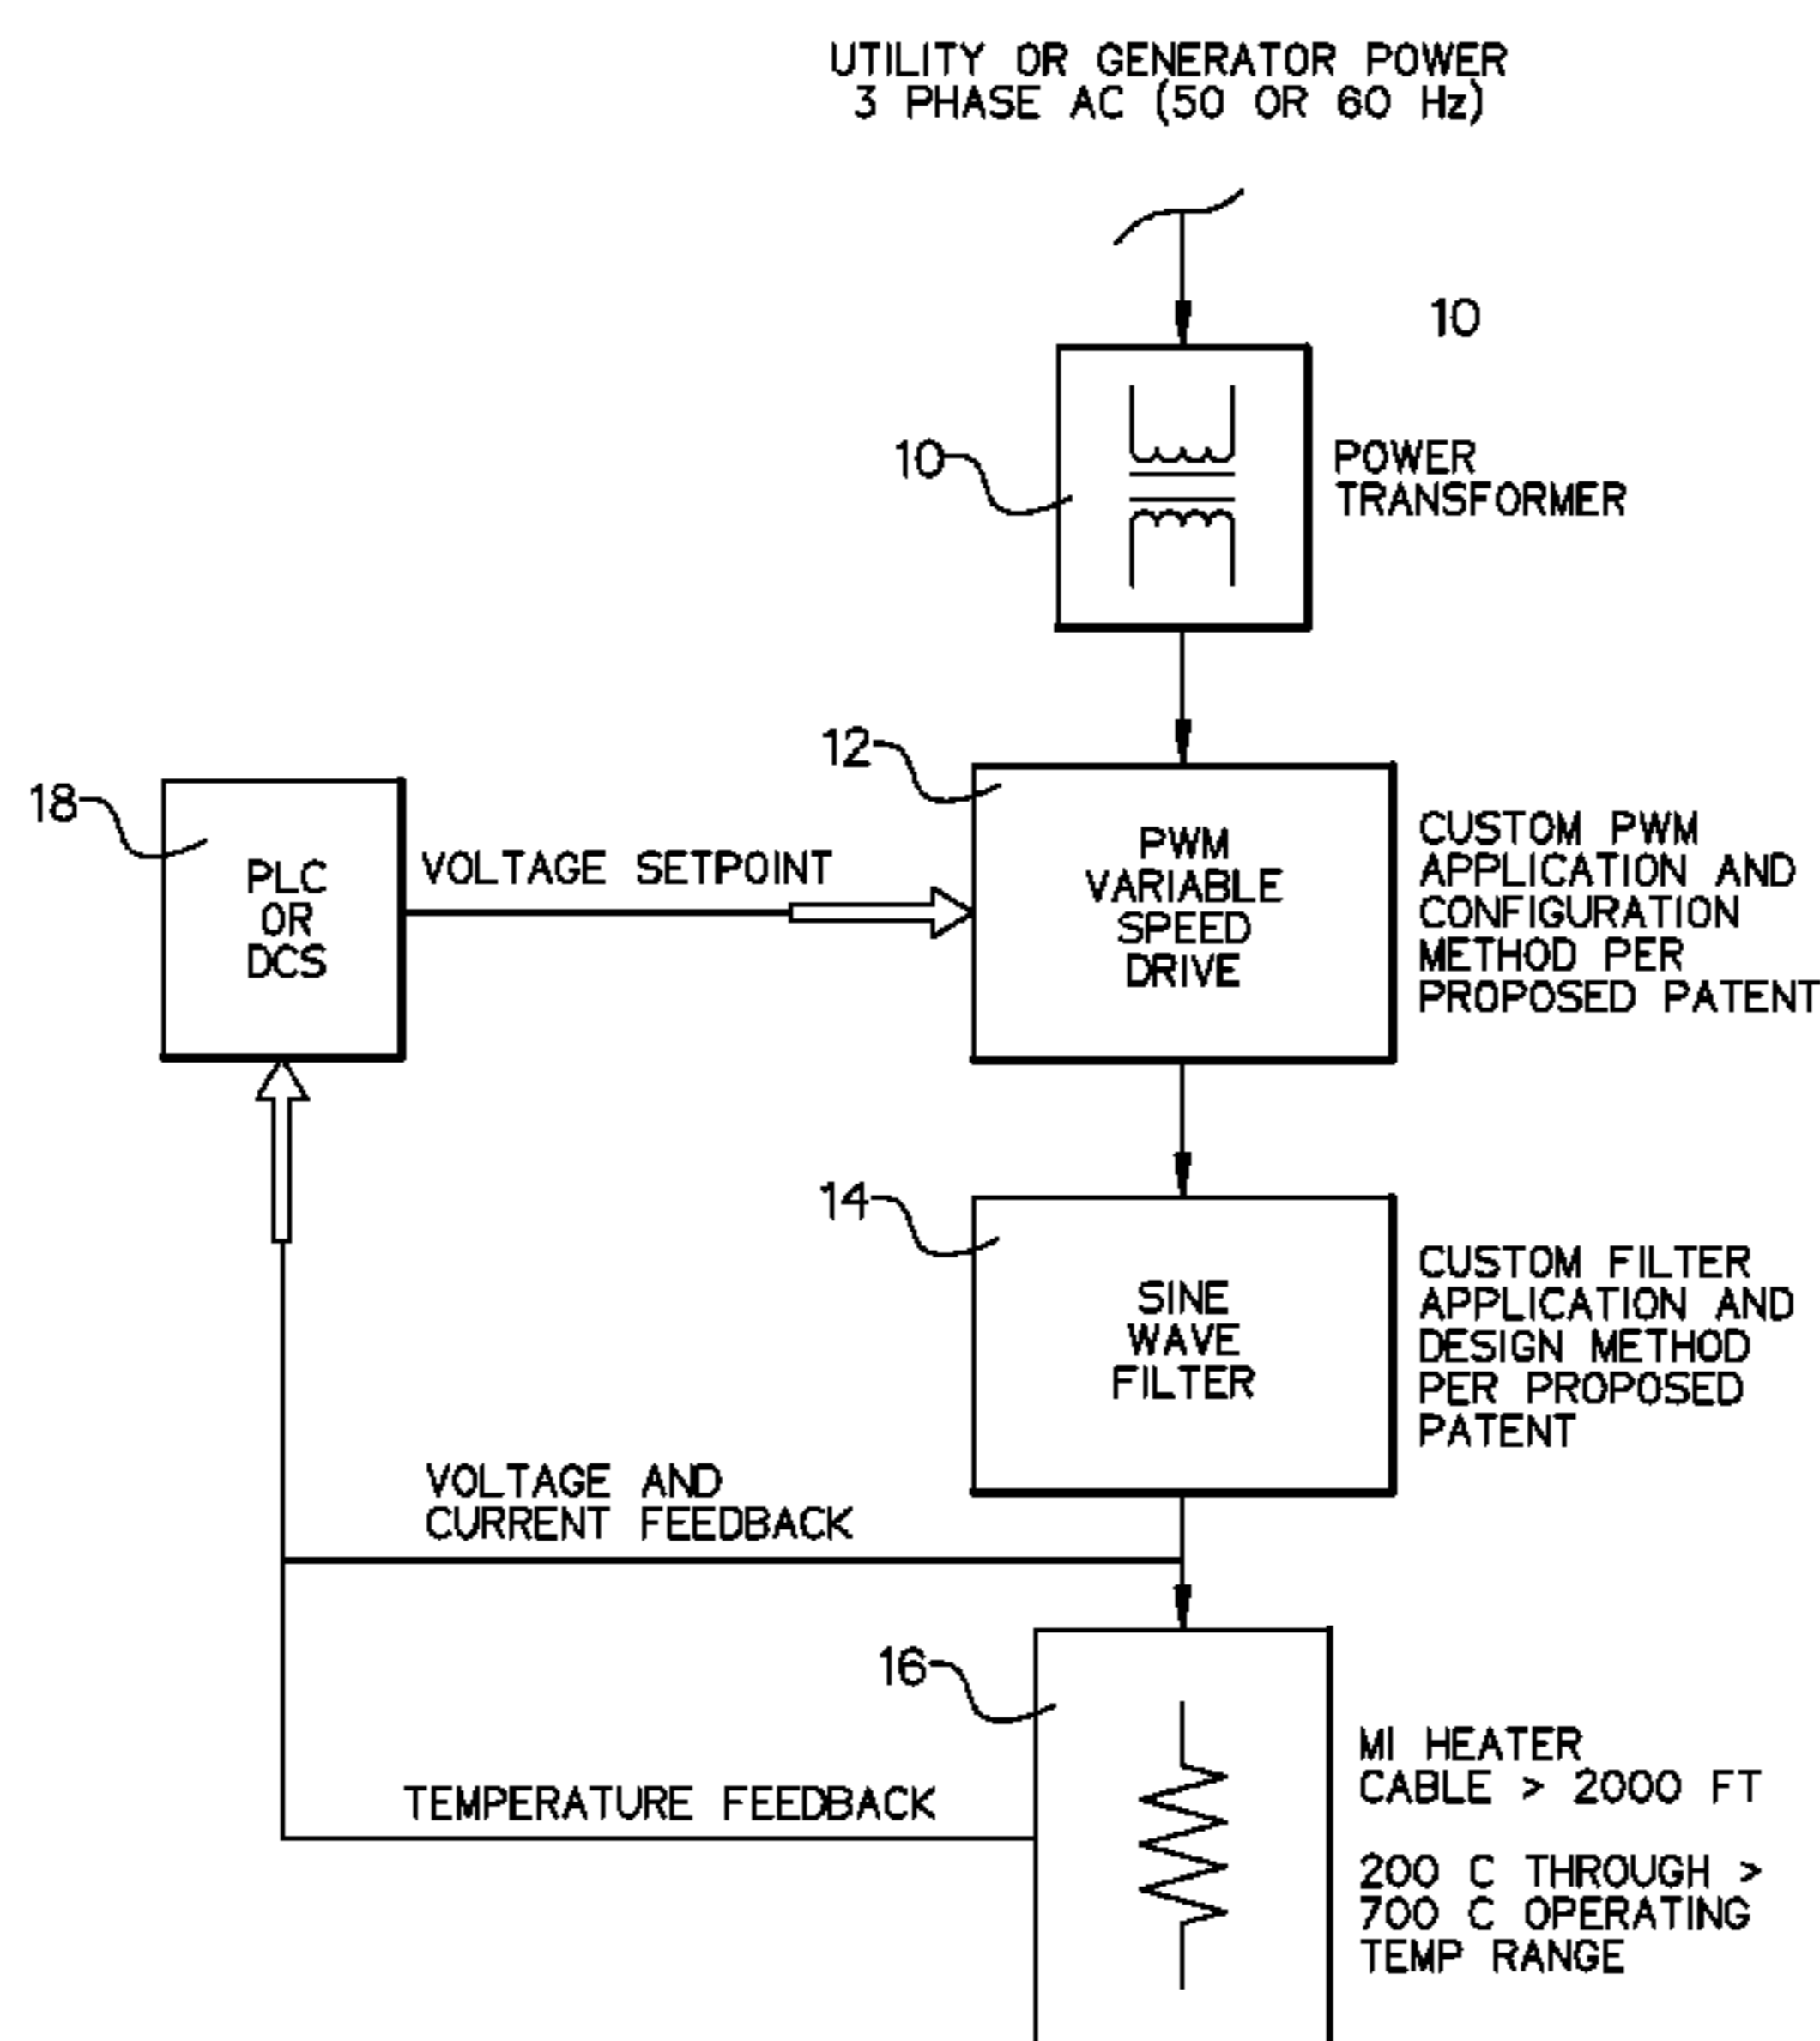 UTILITY OR GENERATOR POWER
3 PHASE AC (50 OR 60 Hz)
10
10
POWER
TRANSFORMER
12
PWM
VARIABLE
SPEED
DRIVE
CUSTOM PWM
APPLICATION AND
CONFIGURATION
METHOD PER
PROPOSED PATENT
18
PLC
OR
DCS
VOLTAGE SETPOINT
14
SINE
WAVE
FILTER
CUSTOM FILTER
APPLICATION AND
DESIGN METHOD
PER PROPOSED
PATENT
VOLTAGE AND
CURRENT FEEDBACK
16
MI HEATER
CABLE > 2000 FT
200 C THROUGH >
700 C OPERATING
TEMP RANGE
TEMPERATURE FEEDBACK